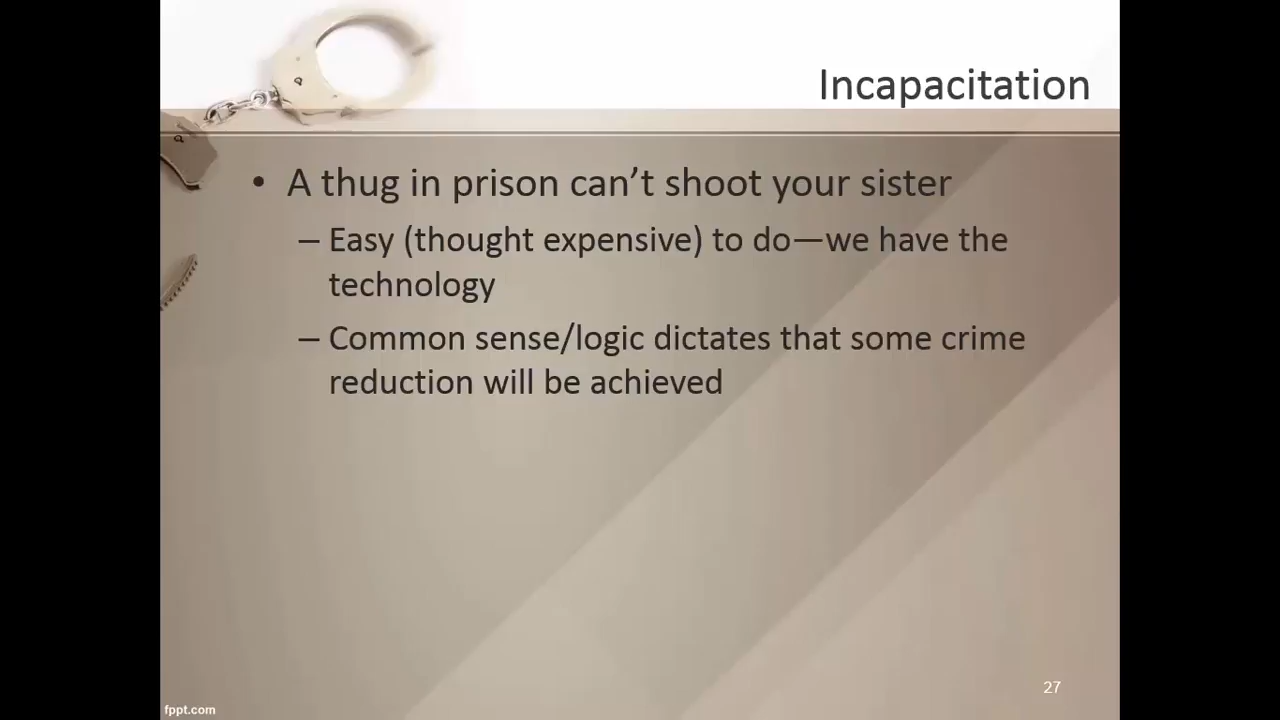 Incapacitation
• A thug in prison can’t shoot your sister
– Easy (thought expensive) to do—we have the
technology
– Common sense/logic dictates that some crime
reduction will be achieved
27
fppt.com